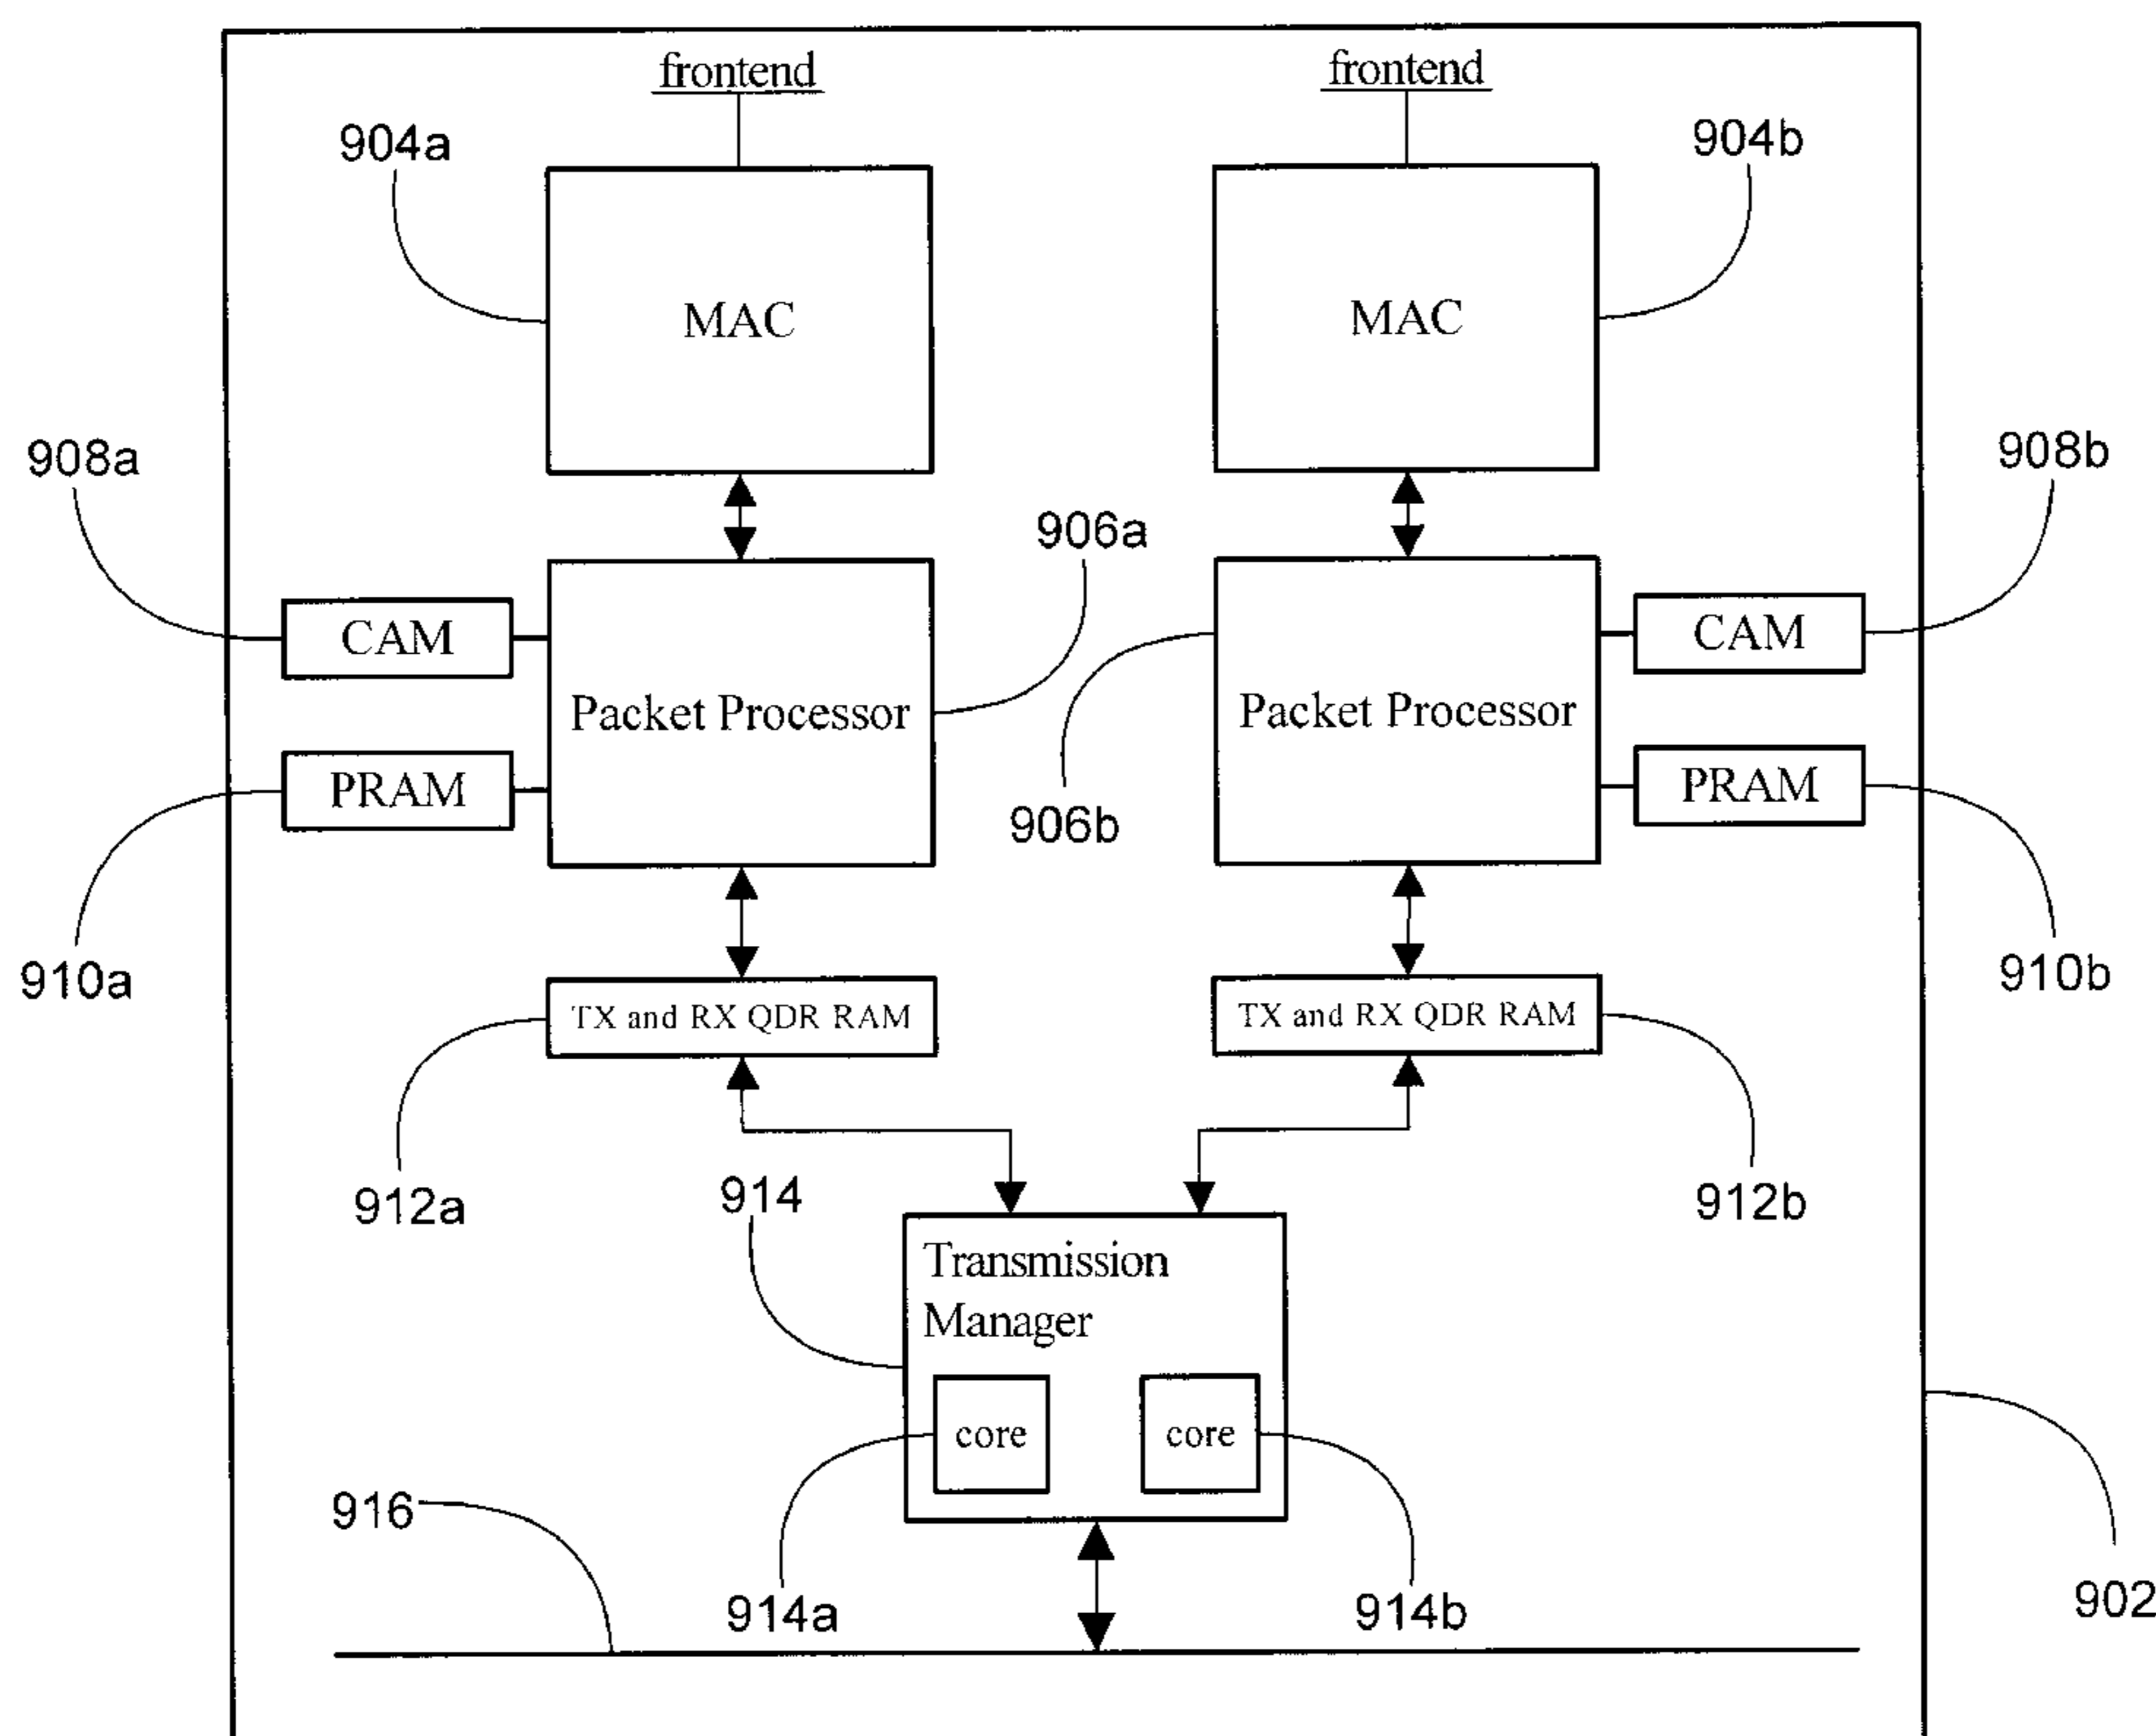 frontend
frontend
904a
904b
MAC
MAC
908a
908b
906a
CAM
CAM
Packet Processor
Packet Processor
PRAM
PRAM
906b
910a
910b
TX and RX QDR RAM
TX and RX QDR RAM
912a
914
912b
Transmission
Manager
core
core
916
914a
914b
902